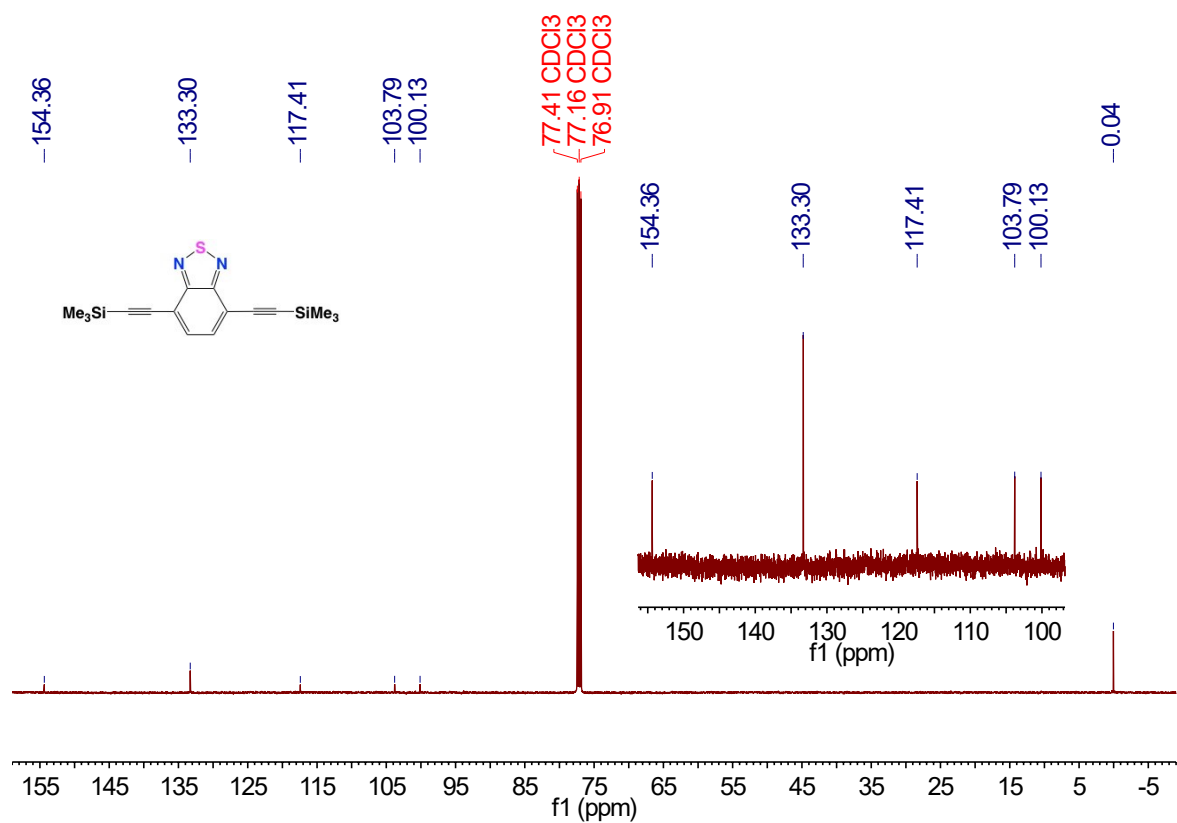 -154.36
-133.30
-117.41
-103.79
-100.13
77.41 CDCl3
77.16 CDCl3
76.91 CDCl3
-0.04
-154.36
-133.30
-117.41
-103.79
-100.13
S
N N
Me3Si SiMe3
150 140 130 120 110 100
f1 (ppm)
155 145 135 125 115 105 95 85 75 65 55 45 35 25 15 5 -5
f1 (ppm)